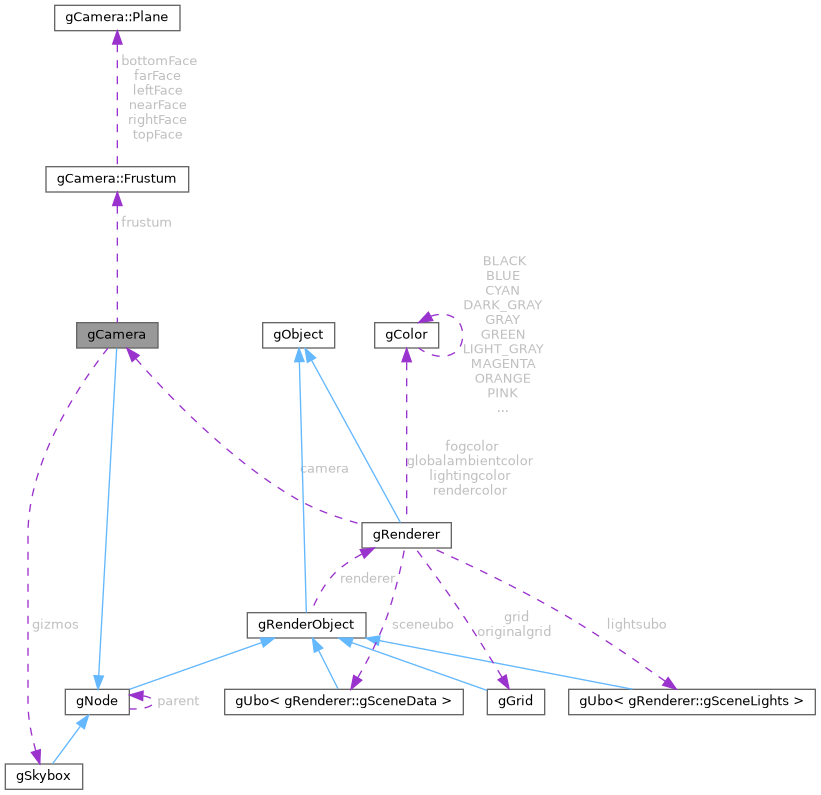 gCamera::Plane
bottomFace
farFace
leftFace
nearFace
rightFace
topFace
gCamera::Frustum
frustum
BLACK
BLUE
CYAN
DARK_GRAY
GRAY
GREEN
LIGHT_GRAY
MAGENTA
ORANGE
PINK
...
gCamera
gObject
gColor
fogcolor
globalambientcolor
lightingcolor
rendercolor
camera
gRenderer
renderer
gRenderObject
gizmos
sceneubo
grid
originalgrid
lightsubo
gNode
parent
gUbo< gRenderer::gSceneData >
gGrid
gUbo< gRenderer::gSceneLights >
gSkybox